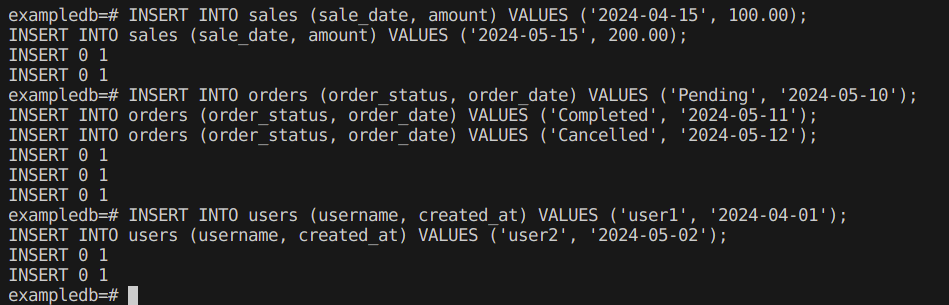 exampledb=# INSERT INTO sales (sale_date, amount) VALUES ('2024-04-15', 100.00);
INSERT INTO sales (sale_date, amount) VALUES ('2024-05-15', 200.00);
INSERT 0 1
INSERT 0 1
exampledb=# INSERT INTO orders (order_status, order_date) VALUES ('Pending', '2024-05-10');
INSERT INTO orders (order_status, order_date) VALUES ('Completed', '2024-05-11');
INSERT INTO orders (order_status, order_date) VALUES ('Cancelled', '2024-05-12');
INSERT 0 1
INSERT 0 1
INSERT 0 1
exampledb=# INSERT INTO users (username, created_at) VALUES ('user1', '2024-04-01');
INSERT INTO users (username, created_at) VALUES ('user2', '2024-05-02');
INSERT 0 1
INSERT 0 1
exampledb=#